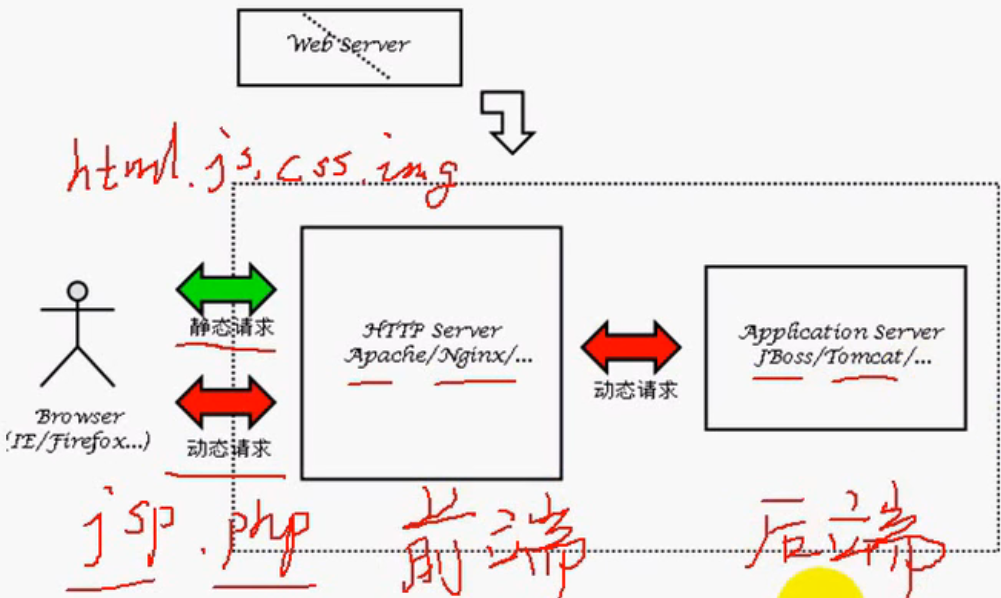 Web Server
html.js.css.img
静态请求
HTTP Server
Apache/Nginx/...
Application Server
JBoss/Tomcat/...
动态请求
Browser
(IE/Firefox...)
动态请求
jsp.php
前端
后端